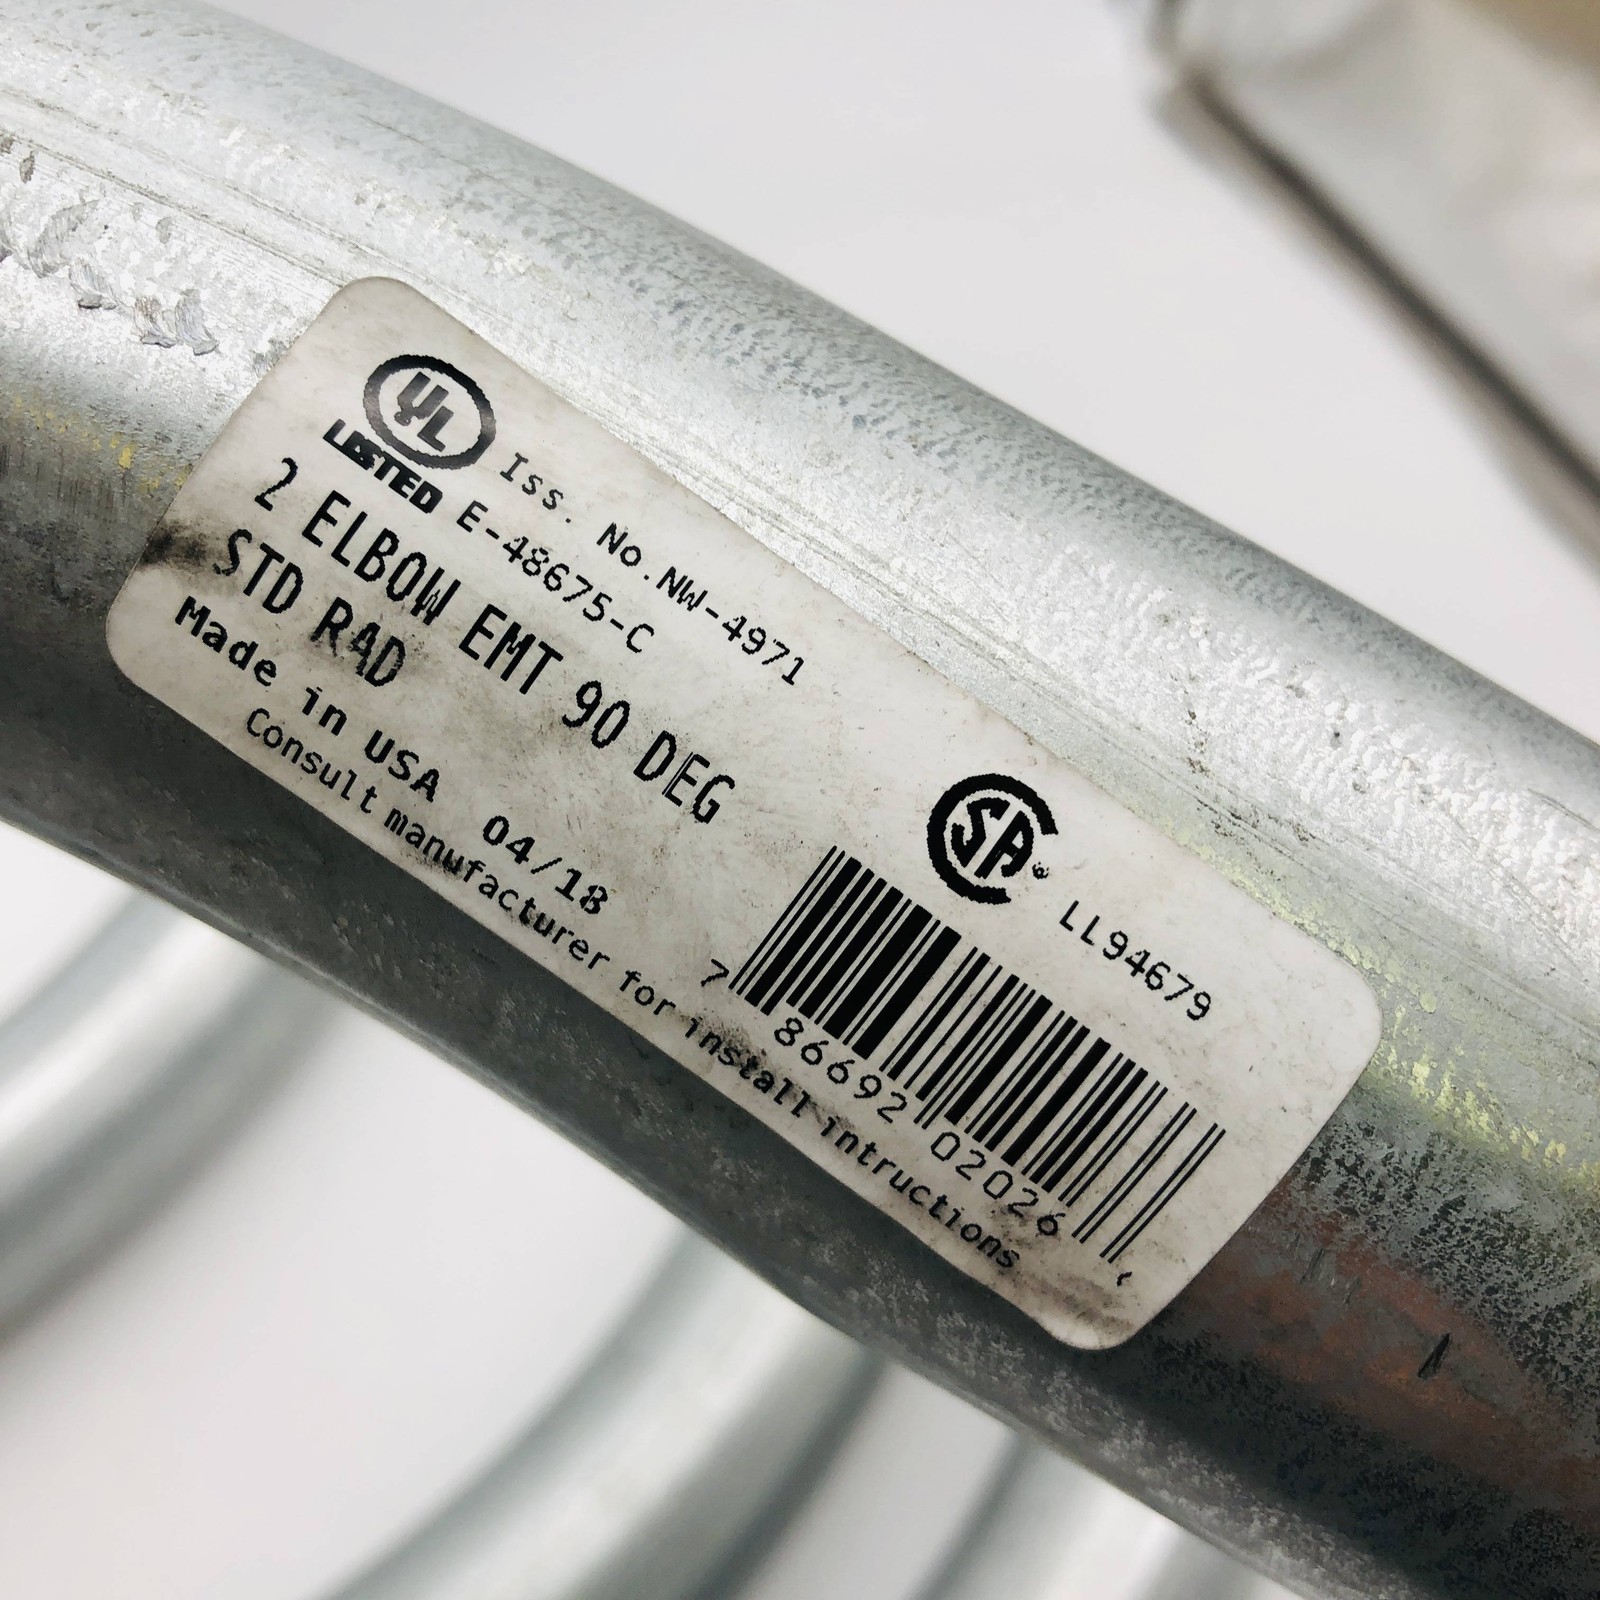 UL Iss. No.NW-4971
LISTED E-48675-C
2 ELBOW EMT 90 DEG
STD RAD
Made in USA 04/18
Consult manufacturer for install intructions
SA® LL94679
7 86692 02026